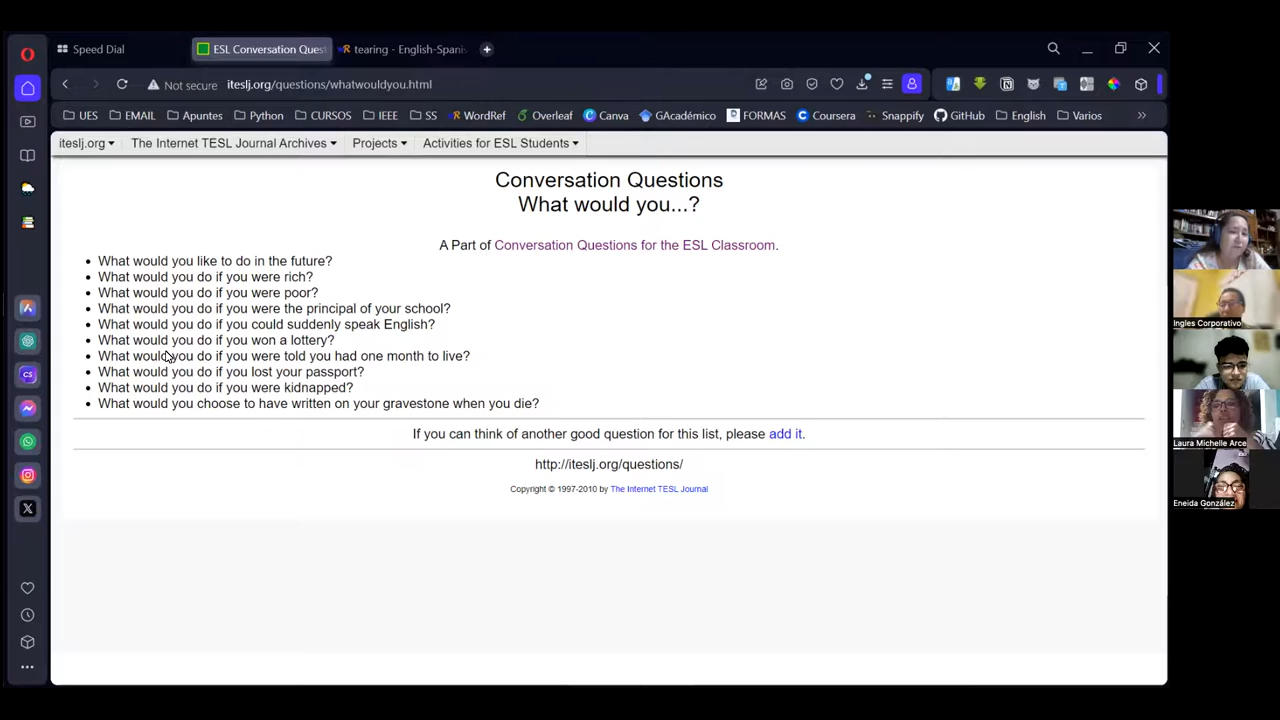 Speed Dial
ESL Conversation Ques
tearing - English-Spani
Not secure
iteslj.org/questions/whatwouldyou.html
UES
EMAIL
Apuntes
Python
CURSOS
IEEE
SS
WordRef
Overleaf
Canva
GAcadémico
FORMAS
Coursera
Snappify
GitHub
English
Varios
iteslj.org
The Internet TESL Journal Archives
Projects
Activities for ESL Students
Conversation Questions
What would you...?
A Part of Conversation Questions for the ESL Classroom.
What would you like to do in the future?
What would you do if you were rich?
What would you do if you were poor?
What would you do if you were the principal of your school?
What would you do if you could suddenly speak English?
What would you do if you won a lottery?
What would you do if you were told you had one month to live?
What would you do if you lost your passport?
What would you do if you were kidnapped?
What would you choose to have written on your gravestone when you die?
If you can think of another good question for this list, please add it.
http://iteslj.org/questions/
Copyright © 1997-2010 by The Internet TESL Journal
Ingles Corporativo
Laura Michelle Arce
Eneida González